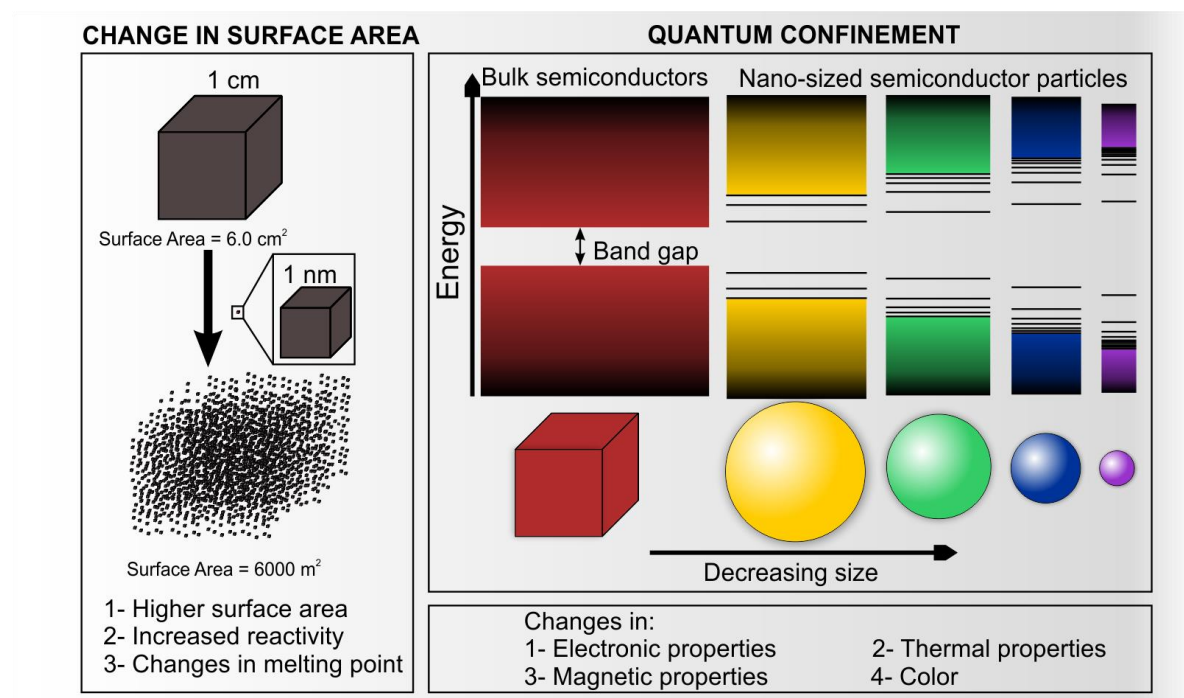 CHANGE IN SURFACE AREA
1 cm
Surface Area = 6.0 cm²
1 nm
Surface Area = 6000 m²
1- Higher surface area
2- Increased reactivity
3- Changes in melting point
QUANTUM CONFINEMENT
Bulk semiconductors
Nano-sized semiconductor particles
Energy
Band gap
Decreasing size
Changes in:
1- Electronic properties
2- Thermal properties
3- Magnetic properties
4- Color